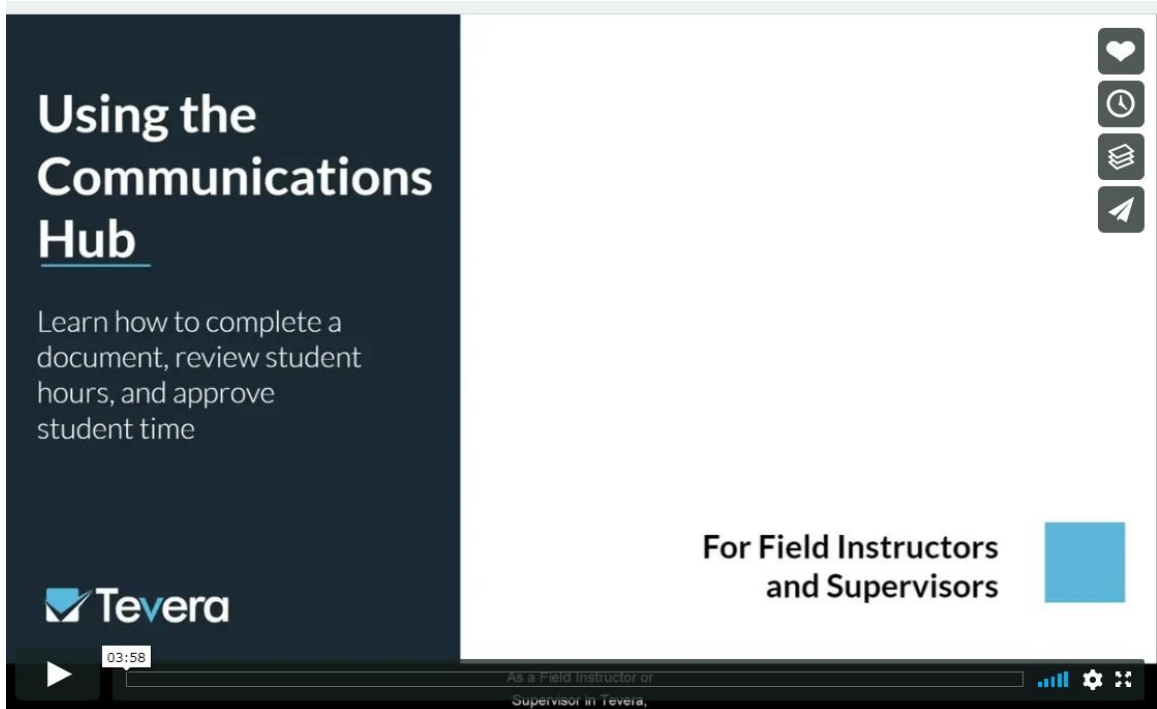 Using the
Communications
Hub
Learn how to complete a
document, review student
hours, and approve
student time
For Field Instructors
and Supervisors
Tevera
03:58
As a Field Instructor or
Supervisor in Tevera,